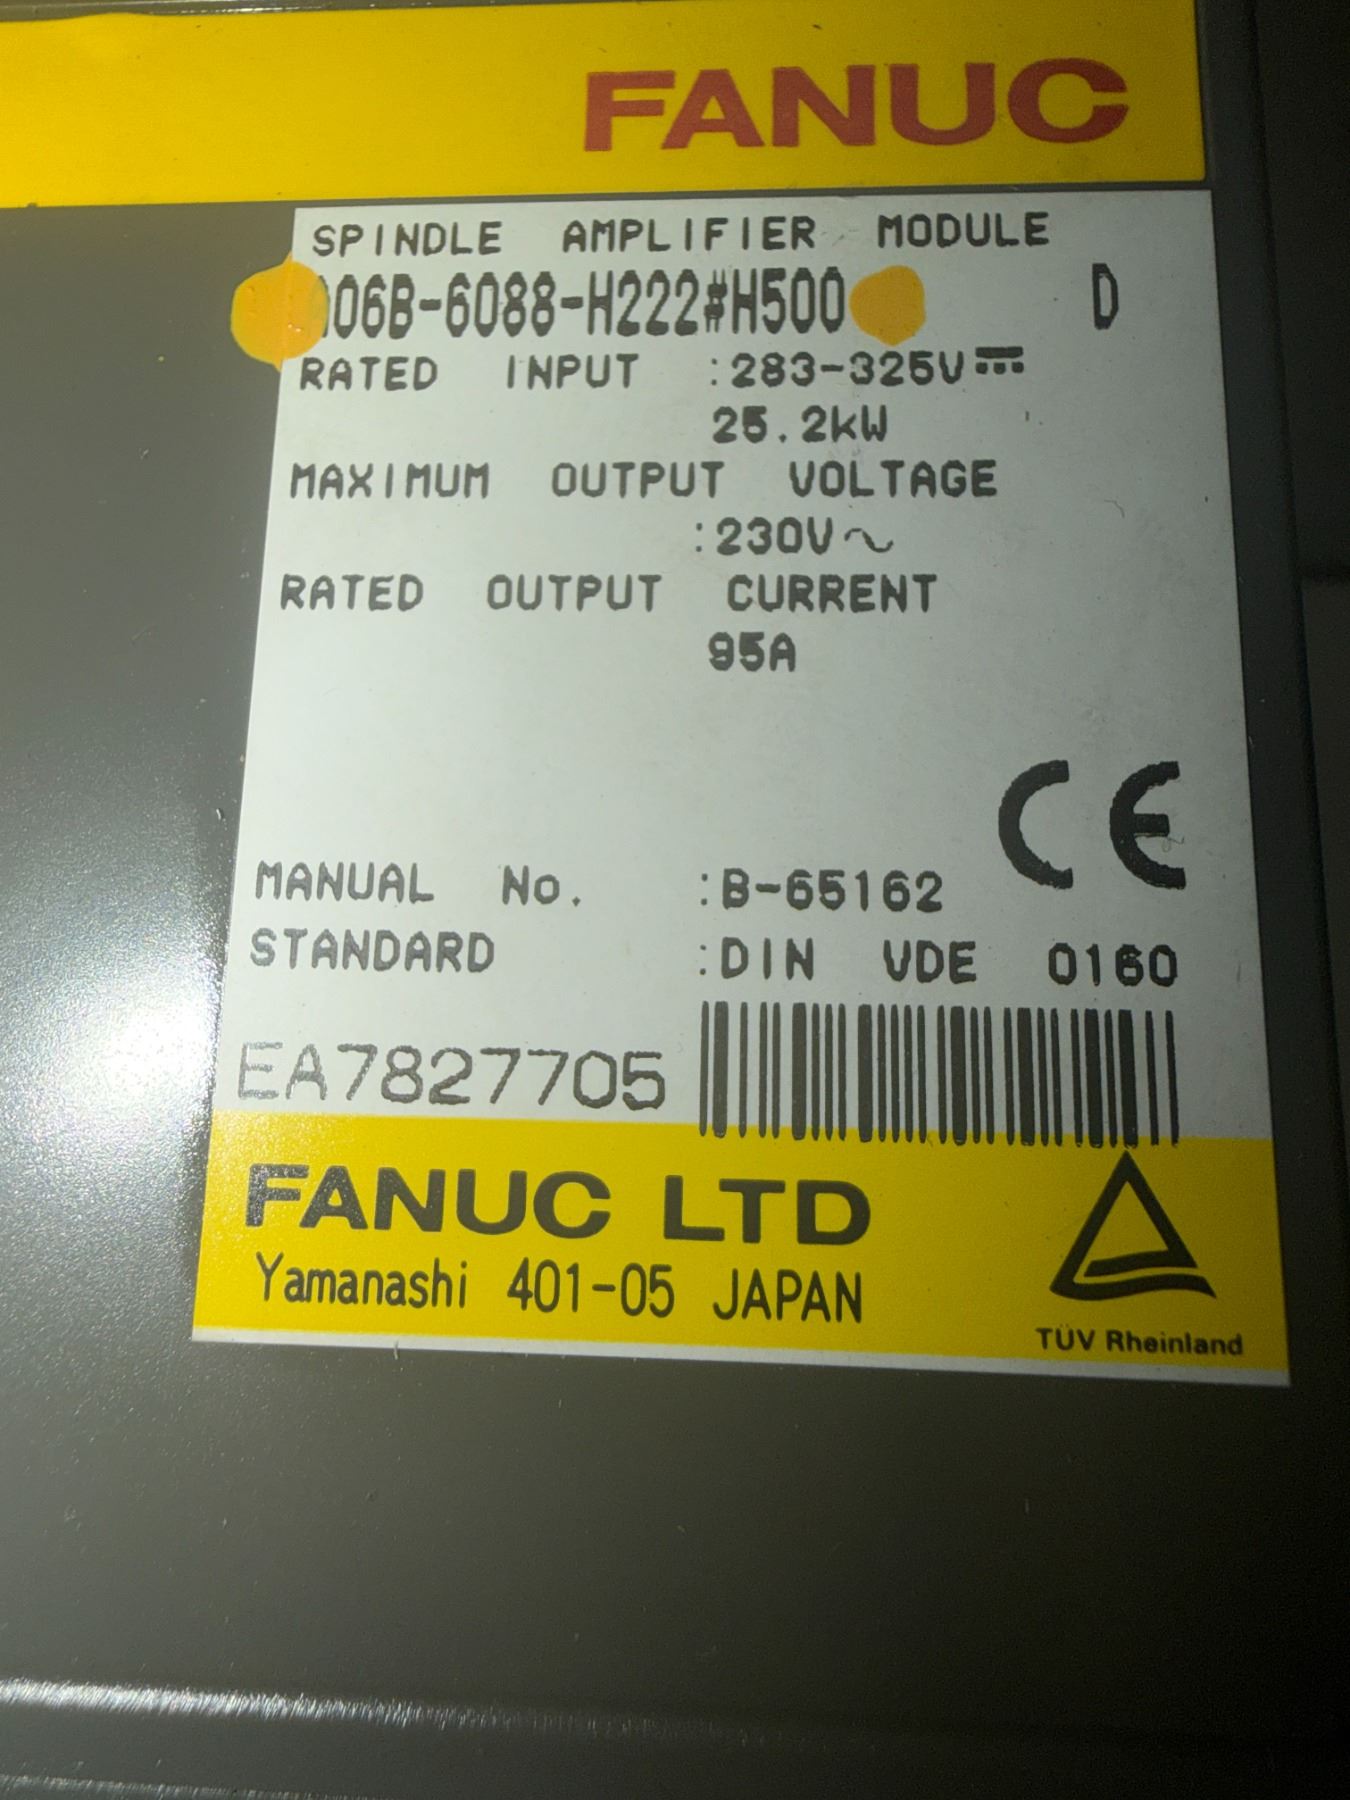 FANUC
SPINDLE AMPLIFIER MODULE
A06B-6088-H222#H500 D
RATED INPUT :283-325V⎓
25.2kW
MAXIMUM OUTPUT VOLTAGE
:230V~
RATED OUTPUT CURRENT
95A
CE
MANUAL No. :B-65162
STANDARD :DIN VDE 0160
EA7827705
FANUC LTD
Yamanashi 401-05 JAPAN
TÜV Rheinland